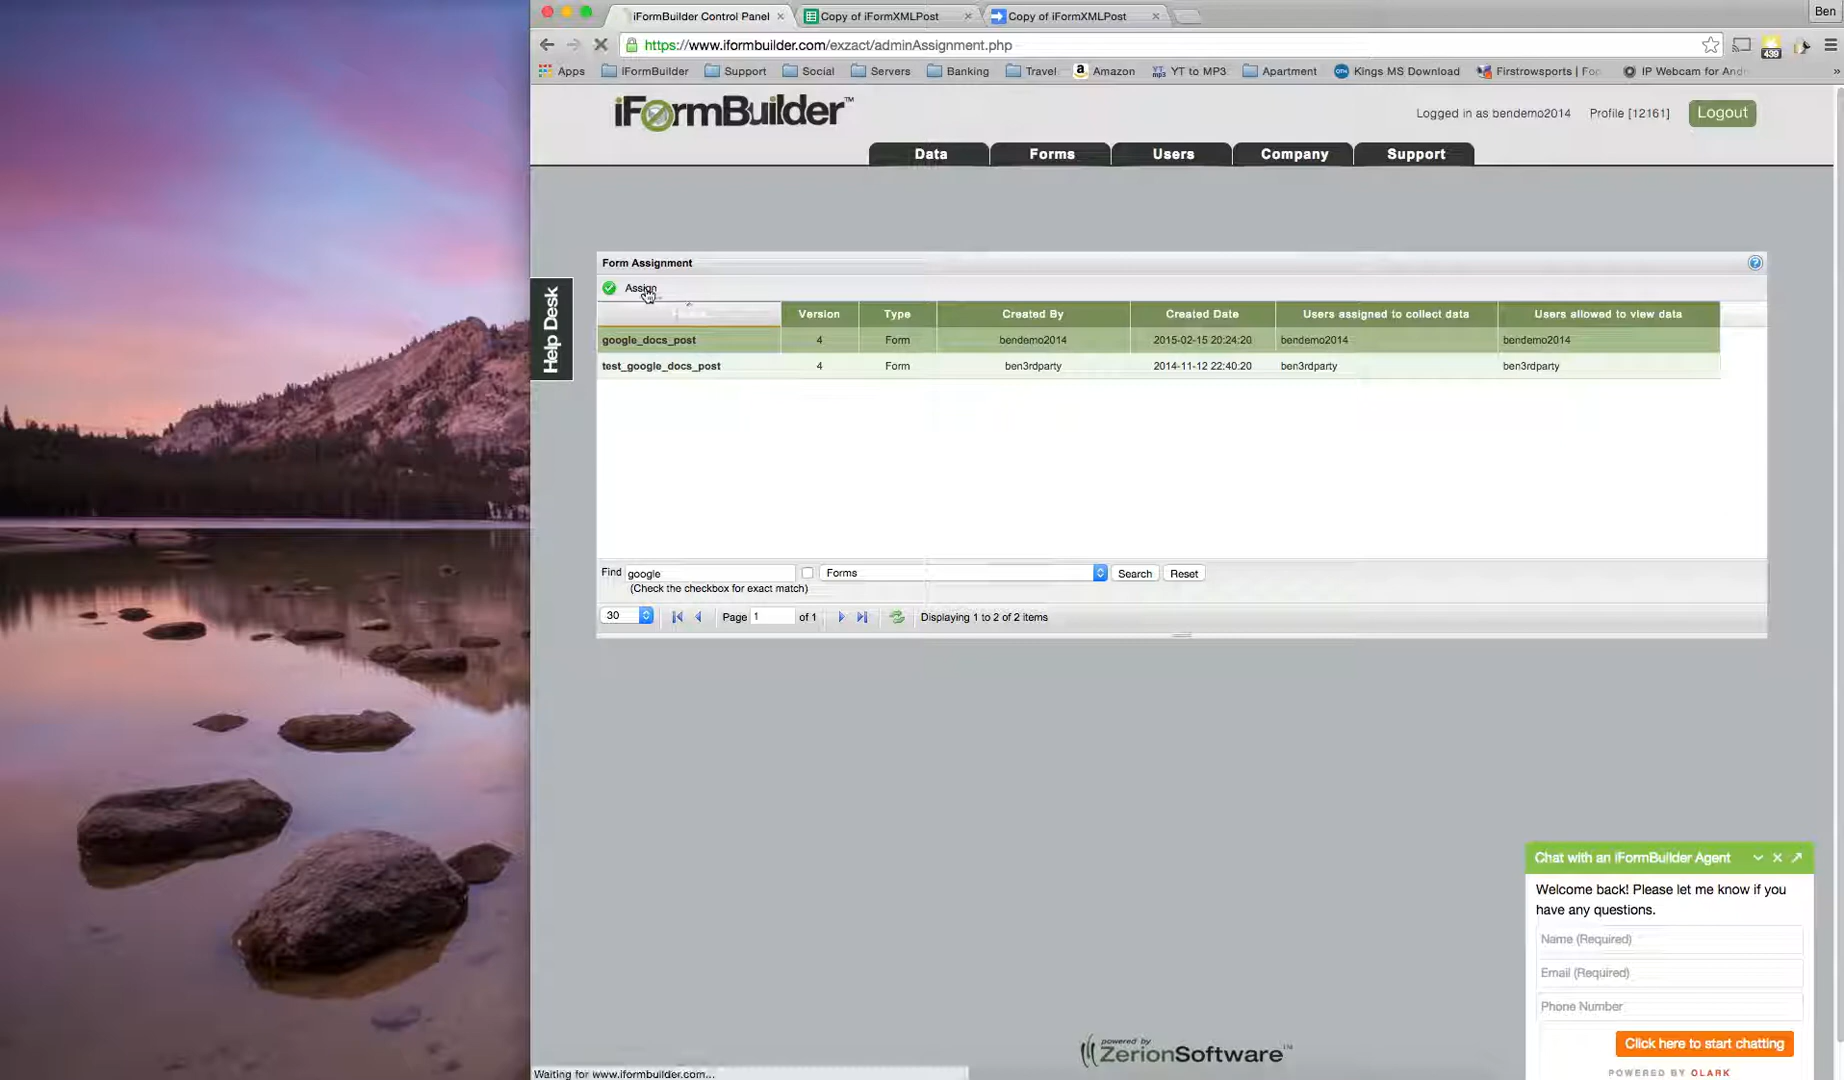 iFormBuilder Control Panel
Copy of iFormXMLPost
Copy of iFormXMLPost
Ben
https://www.iformbuilder.com/exzact/adminAssignment.php
439
Apps
IFormBuilder
Support
Social
Servers
Banking
Travel
Amazon
YT to MP3
Apartment
Kings MS Download
Firstrowsports | Foo
IP Webcam for And
»
iFormBuilder™
Logged in as bendemo2014
Profile [12161]
Logout
Data
Forms
Users
Company
Support
Help Desk
Form Assignment
Assign
Version
Type
Created By
Created Date
Users assigned to collect data
Users allowed to view data
google_docs_post
4
Form
bendemo2014
2015-02-15 20:24:20
bendemo2014
bendemo2014
test_google_docs_post
4
Form
ben3rdparty
2014-11-12 22:40:20
ben3rdparty
ben3rdparty
Find
google
Forms
Search
Reset
(Check the checkbox for exact match)
30
Page
1
of 1
Displaying 1 to 2 of 2 items
Chat with an iFormBuilder Agent
Welcome back! Please let me know if you
have any questions.
Name (Required)
Email (Required)
Phone Number
Click here to start chatting
POWERED BY OLARK
powered by
ZerionSoftware™
Waiting for www.iformbuilder.com...